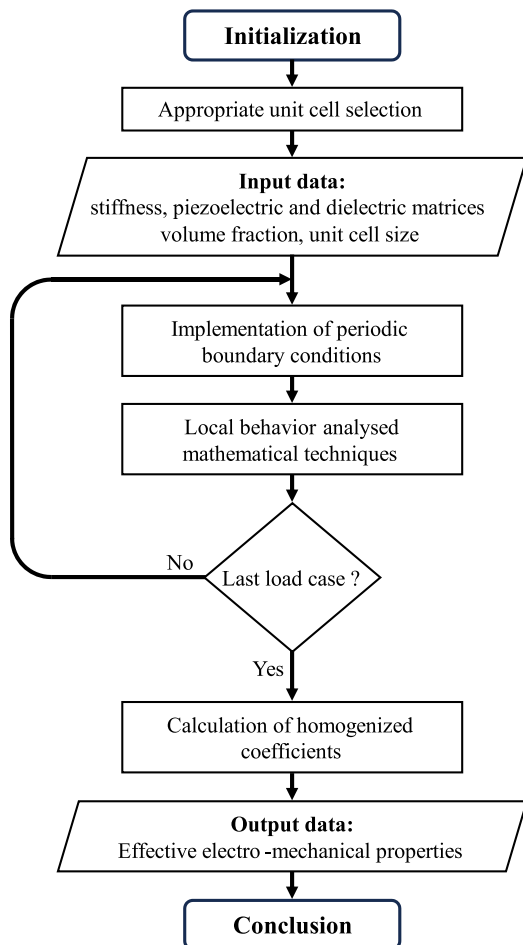 Initialization
Appropriate unit cell selection
Input data:
stiffness, piezoelectric and dielectric matrices
volume fraction, unit cell size
Implementation of periodic
boundary conditions
Local behavior analysed
mathematical techniques
No
Last load case ?
Yes
Calculation of homogenized
coefficients
Output data:
Effective electro-mechanical properties
Conclusion